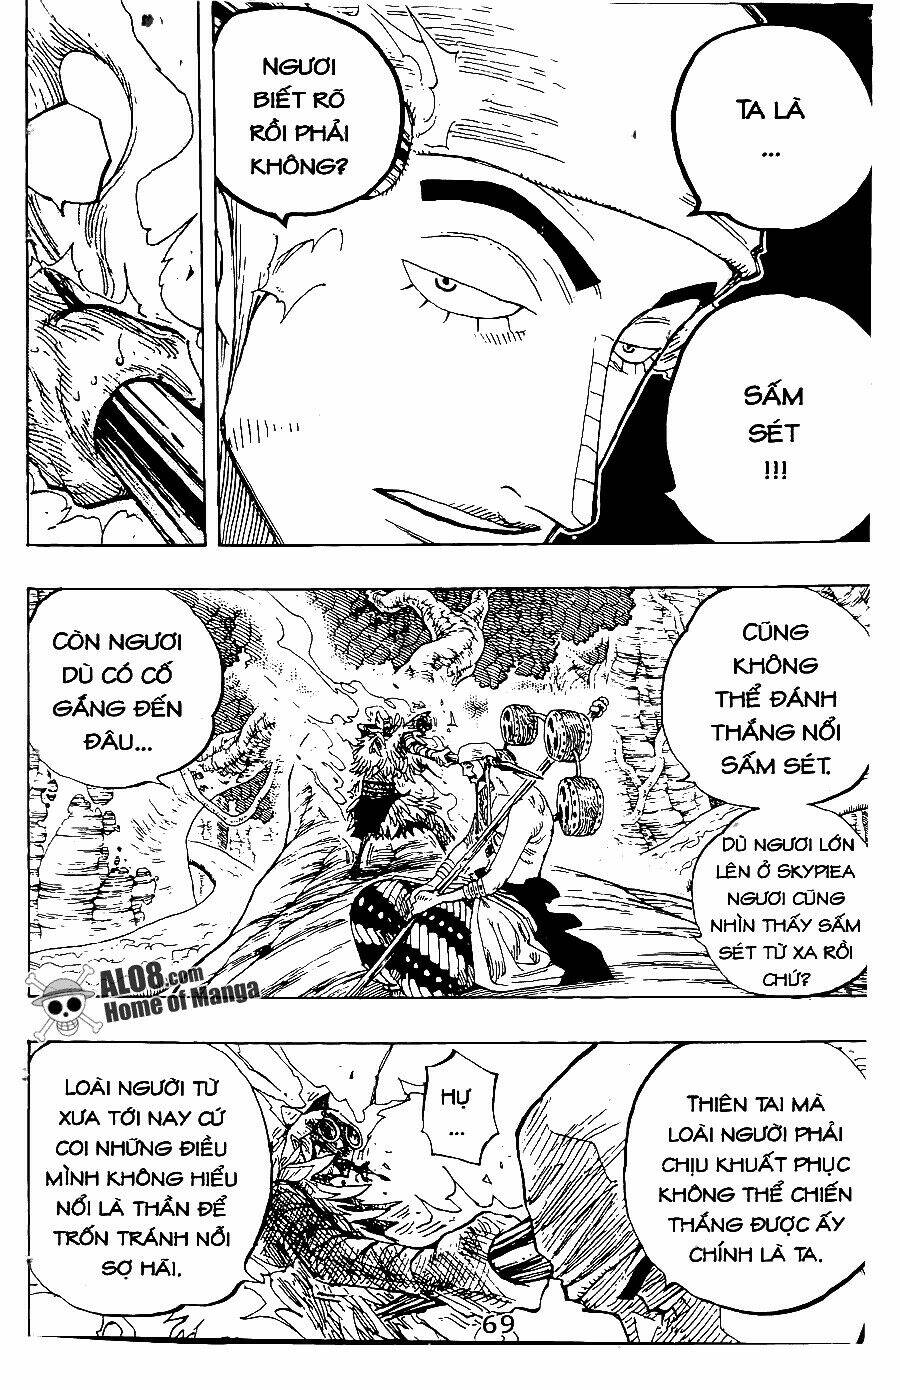 TA LÀ
...
NGƯƠI
BIẾT RÕ
RỒI PHẢI
KHÔNG?
SẤM
SÉT
!!!
CŨNG
KHÔNG
THỂ ĐÁNH
THẮNG NỔI
SẤM SÉT.
CÒN NGƯƠI
DÙ CÓ CỐ
GẮNG ĐẾN
ĐÂU...
DÙ NGƯƠI LỚN
LÊN Ở SKYPIEA
NGƯƠI CŨNG
NHÌN THẤY SẤM
SÉT TỪ XA RỒI
CHỨ?
ALO8.com
Home of Manga
THIÊN TAI MÀ
LOÀI NGƯỜI PHẢI
CHỊU KHUẤT PHỤC
KHÔNG THỂ CHIẾN
THẮNG ĐƯỢC ẤY
CHÍNH LÀ TA.
HỰ
...
LOÀI NGƯỜI TỪ
XƯA TỚI NAY CỨ
COI NHỮNG ĐIỀU
MÌNH KHÔNG HIỂU
NỔI LÀ THẦN ĐỂ
TRỐN TRÁNH NỖI
SỢ HÃI.
69